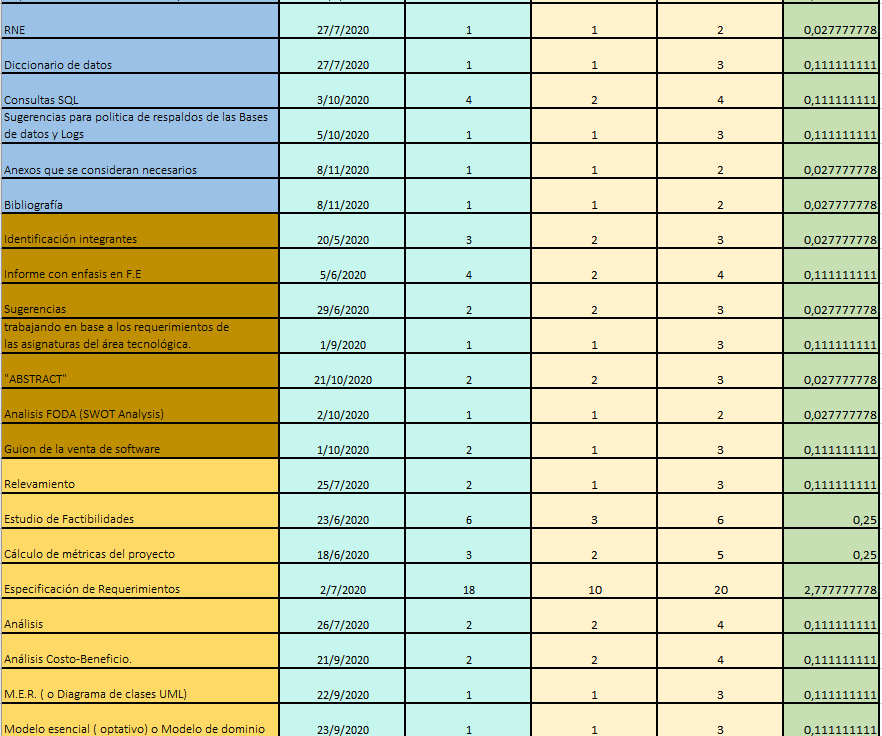 RNE 27/7/2020 1 1 2 0,027777778
Diccionario de datos 27/7/2020 1 1 3 0,111111111
Consultas SQL 3/10/2020 4 2 4 0,111111111
Sugerencias para politica de respaldos de las Bases
de datos y Logs 5/10/2020 1 1 3 0,111111111
Anexos que se consideran necesarios 8/11/2020 1 1 2 0,027777778
Bibliografía 8/11/2020 1 1 2 0,027777778
Identificación integrantes 20/5/2020 3 2 3 0,027777778
Informe con enfasis en F.E 5/6/2020 4 2 4 0,111111111
Sugerencias 29/6/2020 2 2 3 0,027777778
trabajando en base a los requerimientos de
las asignaturas del área tecnológica. 1/9/2020 1 1 3 0,111111111
"ABSTRACT" 21/10/2020 2 2 3 0,027777778
Analisis FODA (SWOT Analysis) 2/10/2020 1 1 2 0,027777778
Guion de la venta de software 1/10/2020 2 1 3 0,111111111
Relevamiento 25/7/2020 2 1 3 0,111111111
Estudio de Factibilidades 23/6/2020 6 3 6 0,25
Cálculo de métricas del proyecto 18/6/2020 3 2 5 0,25
Especificación de Requerimientos 2/7/2020 18 10 20 2,777777778
Análisis 26/7/2020 2 2 4 0,111111111
Análisis Costo-Beneficio. 21/9/2020 2 2 4 0,111111111
M.E.R. ( o Diagrama de clases UML) 22/9/2020 1 1 3 0,111111111
Modelo esencial ( optativo) o Modelo de dominio 23/9/2020 1 1 3 0,111111111